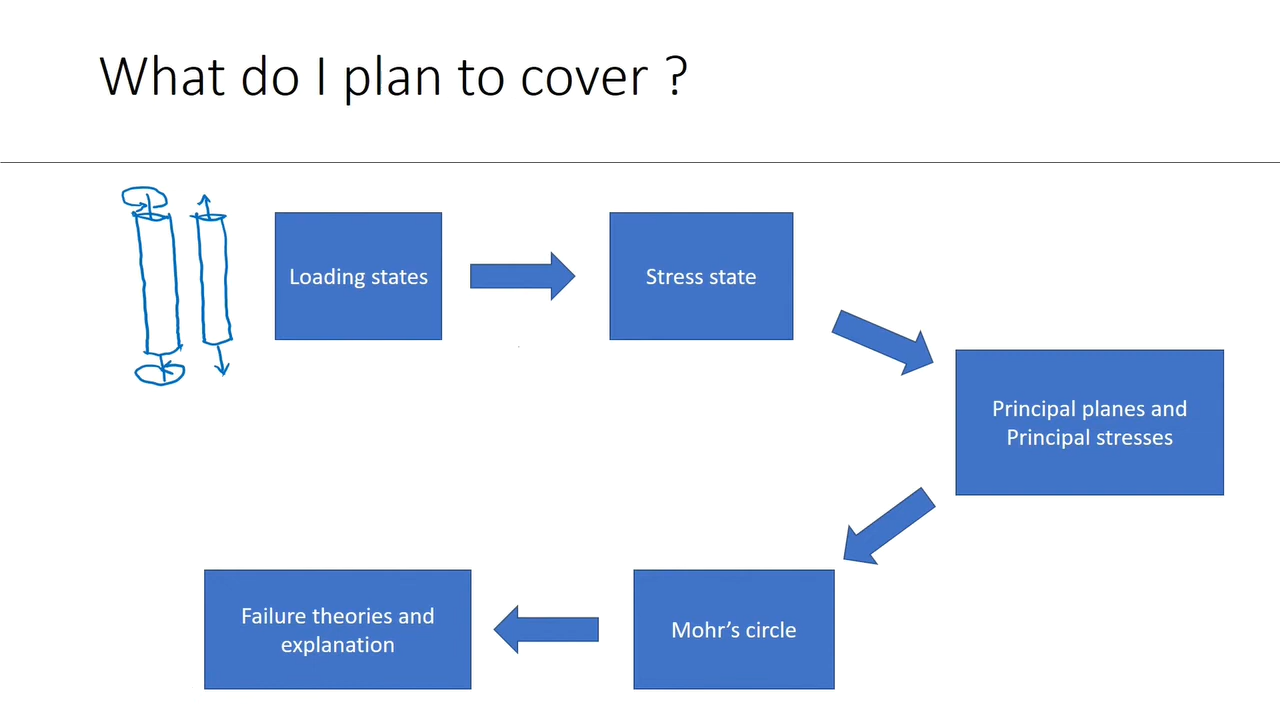 What do I plan to cover ?
Loading states
Stress state
Principal planes and
Principal stresses
Mohr’s circle
Failure theories and
explanation